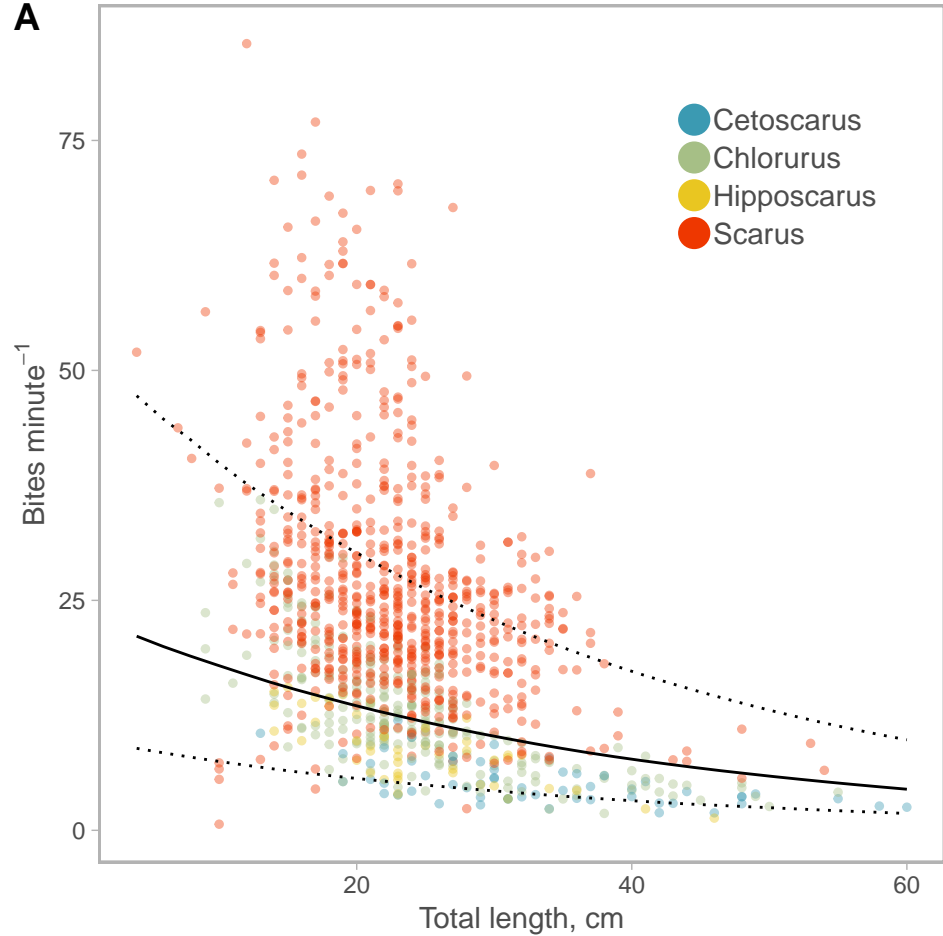 A
75
50
25
0
Bites minute⁻¹
Cetoscarus
Chlorurus
Hipposcarus
Scarus
20 40 60
Total length, cm